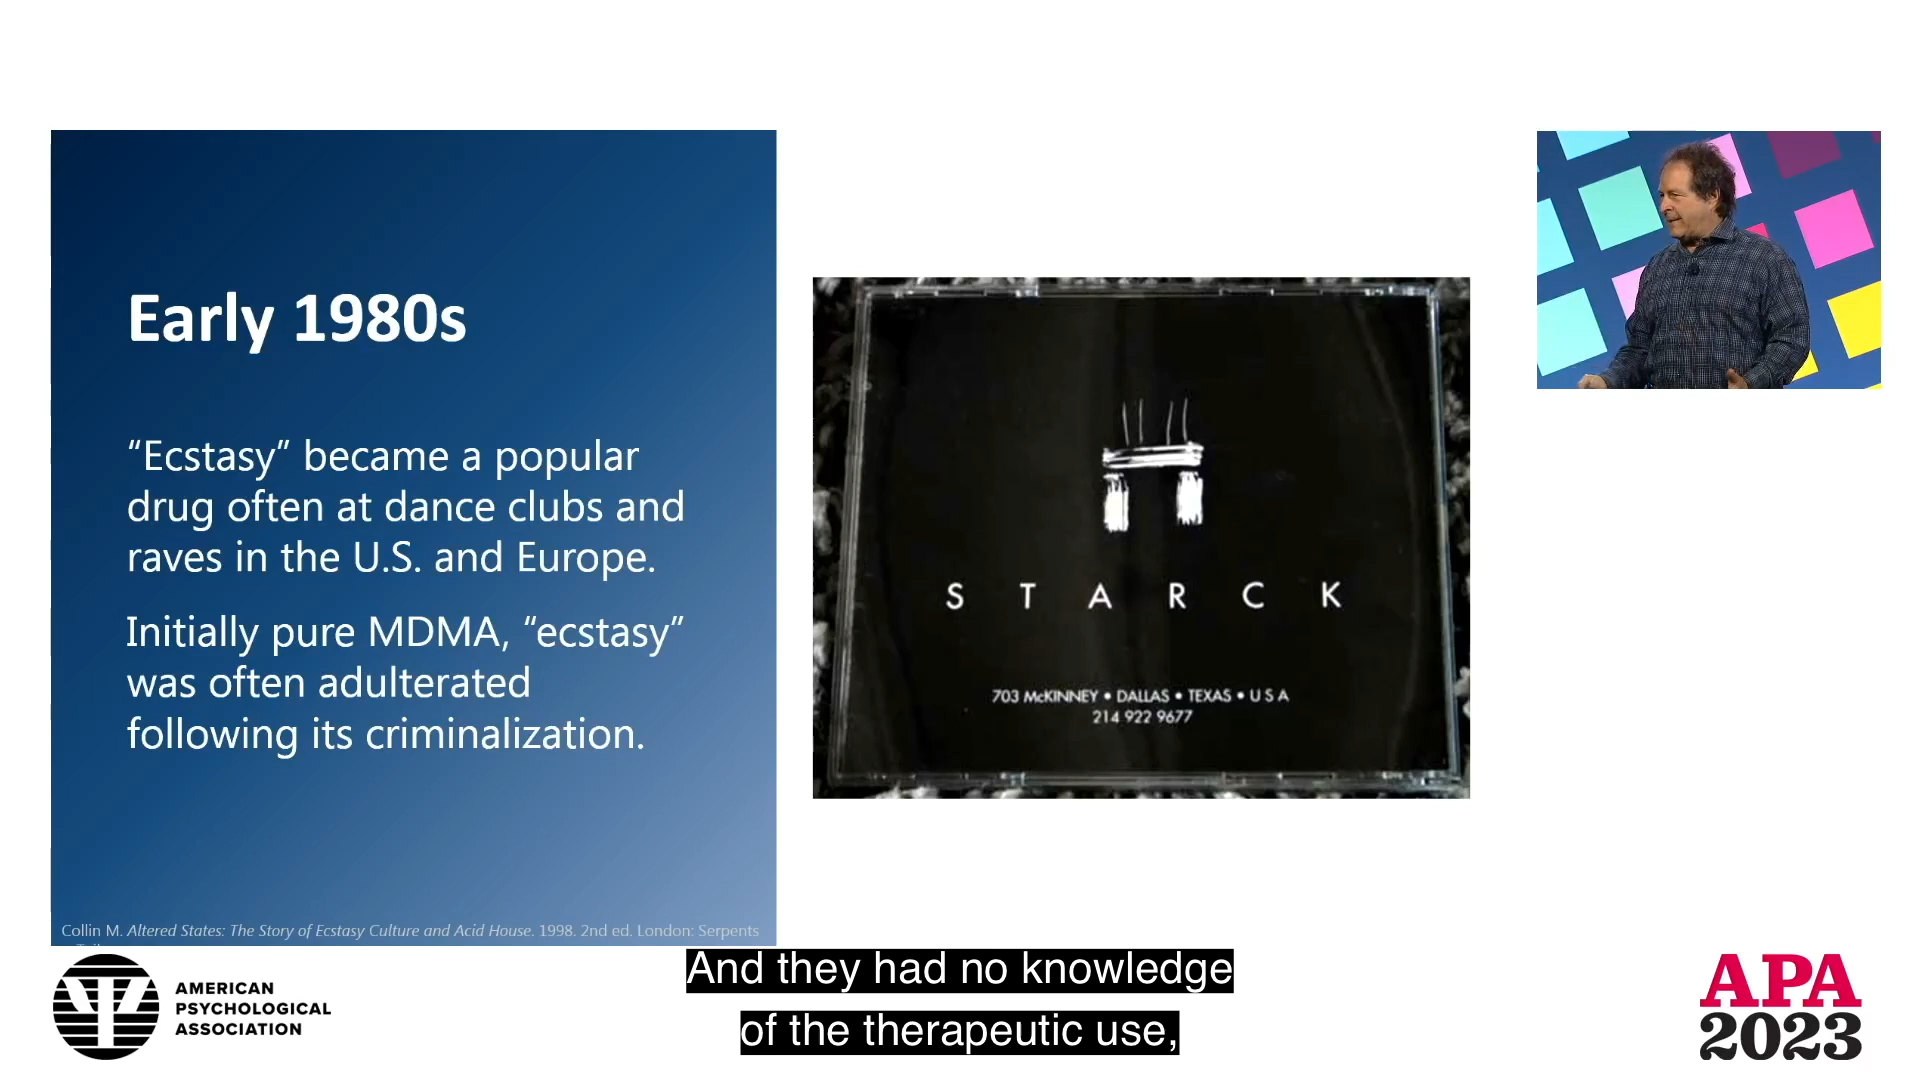 Early 1980s
“Ecstasy” became a popular
drug often at dance clubs and
raves in the U.S. and Europe.
Initially pure MDMA, “ecstasy”
was often adulterated
following its criminalization.
Collin M. Altered States: The Story of Ecstasy Culture and Acid House. 1998. 2nd ed. London: Serpents
S T A R C K
703 McKINNEY • DALLAS • TEXAS • U S A
214 922 9677
AMERICAN
PSYCHOLOGICAL
ASSOCIATION
And they had no knowledge
of the therapeutic use,
APA
2023